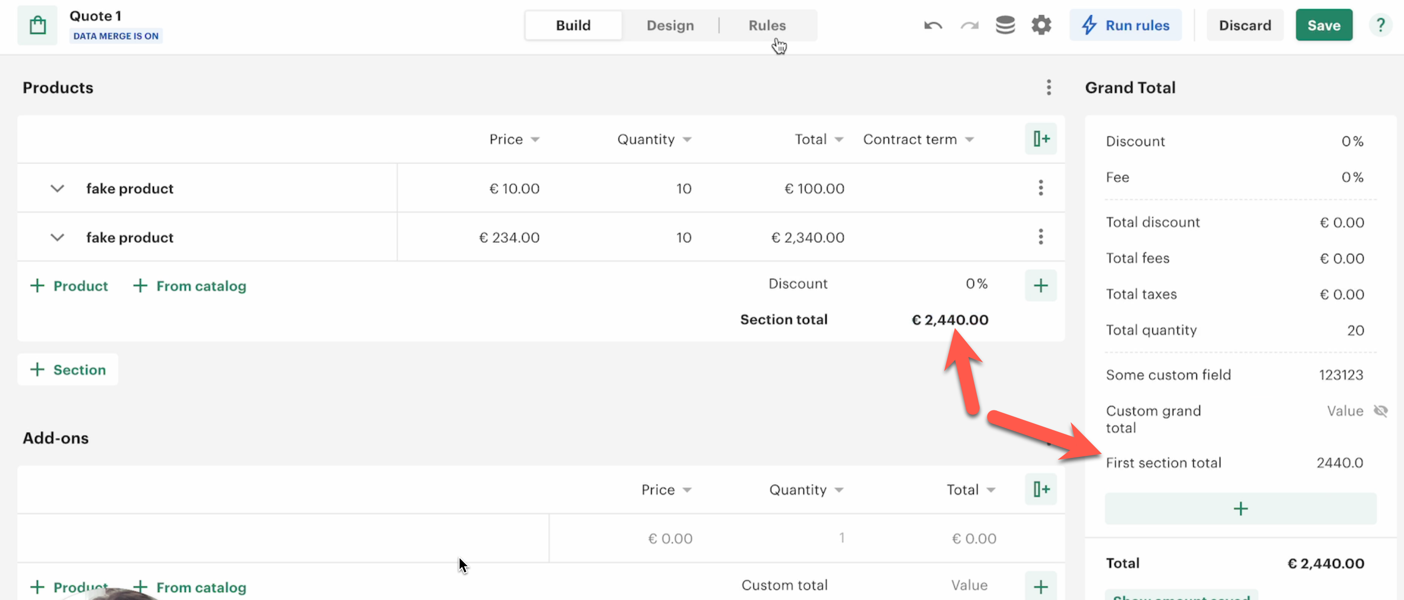 Quote 1
DATA MERGE IS ON
Build Design Rules
Run rules Discard Save ?
Products
Grand Total
Price Quantity Total Contract term
fake product € 10.00 10 € 100.00
fake product € 234.00 10 € 2,340.00
Product From catalog
Discount 0%
Section total € 2,440.00
Section
Discount 0%
Fee 0%
Total discount € 0.00
Total fees € 0.00
Total taxes € 0.00
Total quantity 20
Some custom field 123123
Custom grand total Value
First section total 2440.0
Total € 2,440.00
Add-ons
Price Quantity Total
€ 0.00 1 € 0.00
Product From catalog
Custom total Value
Show amount saved